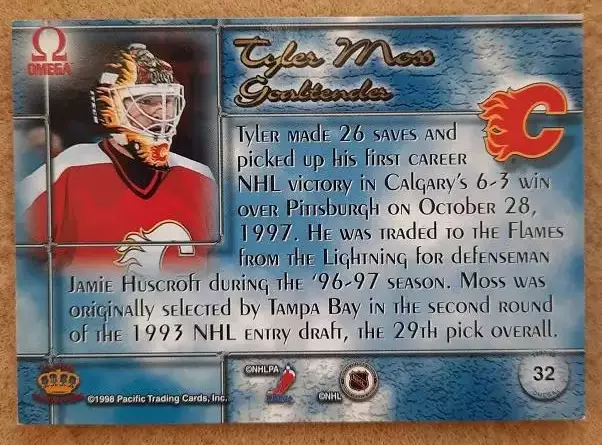 OMEGA
Tyler Moss
Goaltender
Tyler made 26 saves and
picked up his first career
NHL victory in Calgary's 6-3 win
over Pittsburgh on October 28,
1997. He was traded to the Flames
from the Lightning for defenseman
Jamie Huscroft during the '96-97 season. Moss was
originally selected by Tampa Bay in the second round
of the 1993 NHL entry draft, the 29th pick overall.
©NHLPA
©NHL
32
©1998 Pacific Trading Cards, Inc.